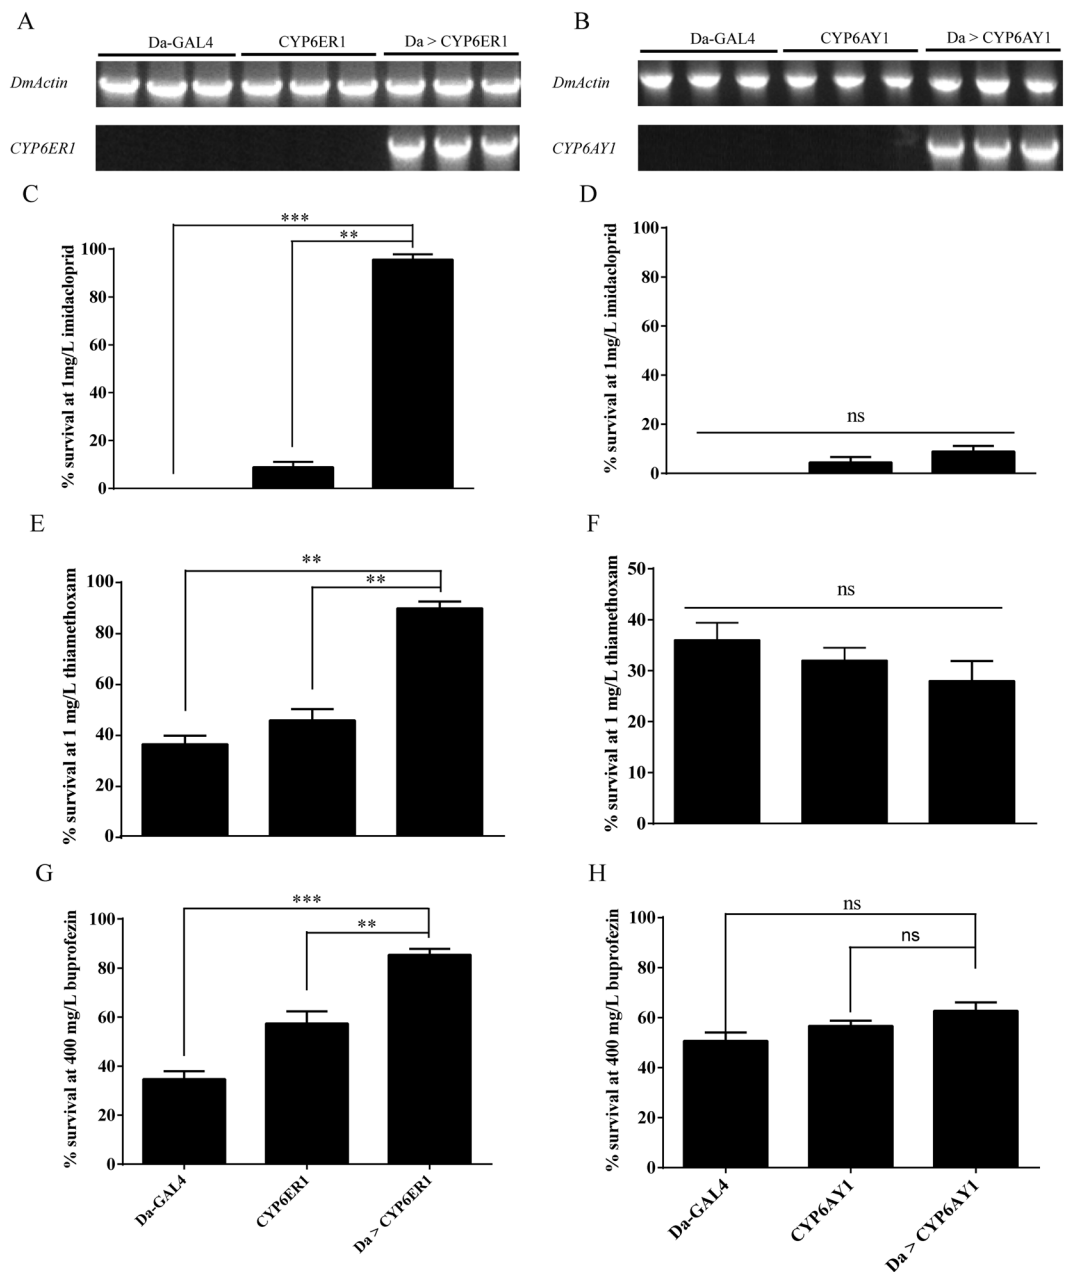 A
Da-GAL4 CYP6ER1 Da > CYP6ER1
DmActin
CYP6ER1
B
Da-GAL4 CYP6AY1 Da > CYP6AY1
DmActin
CYP6AY1
C
% survival at 1mg/L imidacloprid
100
80
60
40
20
0
***
**
D
% survival at 1mg/L imidacloprid
100
80
60
40
20
0
ns
E
% survival at 1 mg/L thiamethoxam
100
80
60
40
20
0
**
**
F
% survival at 1 mg/L thiamethoxam
50
40
30
20
10
0
ns
G
% survival at 400 mg/L buprofezin
100
80
60
40
20
0
***
**
Da-GAL4
CYP6ER1
Da > CYP6ER1
H
% survival at 400 mg/L buprofezin
100
80
60
40
20
0
ns
ns
Da-GAL4
CYP6AY1
Da > CYP6AY1